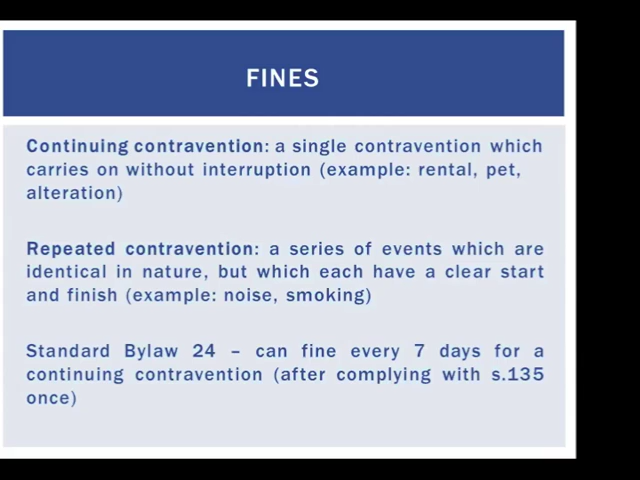 FINES
Continuing contravention: a single contravention which
carries on without interruption (example: rental, pet,
alteration)
Repeated contravention: a series of events which are
identical in nature, but which each have a clear start
and finish (example: noise, smoking)
Standard Bylaw 24 – can fine every 7 days for a
continuing contravention (after complying with s.135
once)